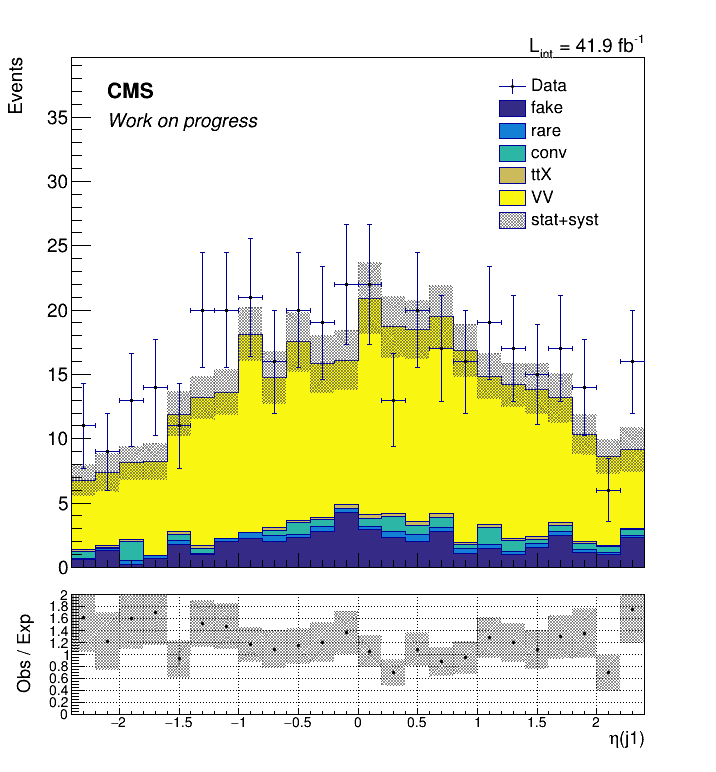 L_int = 41.9 fb^-1
Events
CMS
Work on progress
Data
fake
rare
conv
ttX
VV
stat+syst
35
30
25
20
15
10
5
0
Obs / Exp
2
1.8
1.6
1.4
1.2
1
0.8
0.6
0.4
0.2
0
−2 −1.5 −1 −0.5 0 0.5 1 1.5 2
η(j1)